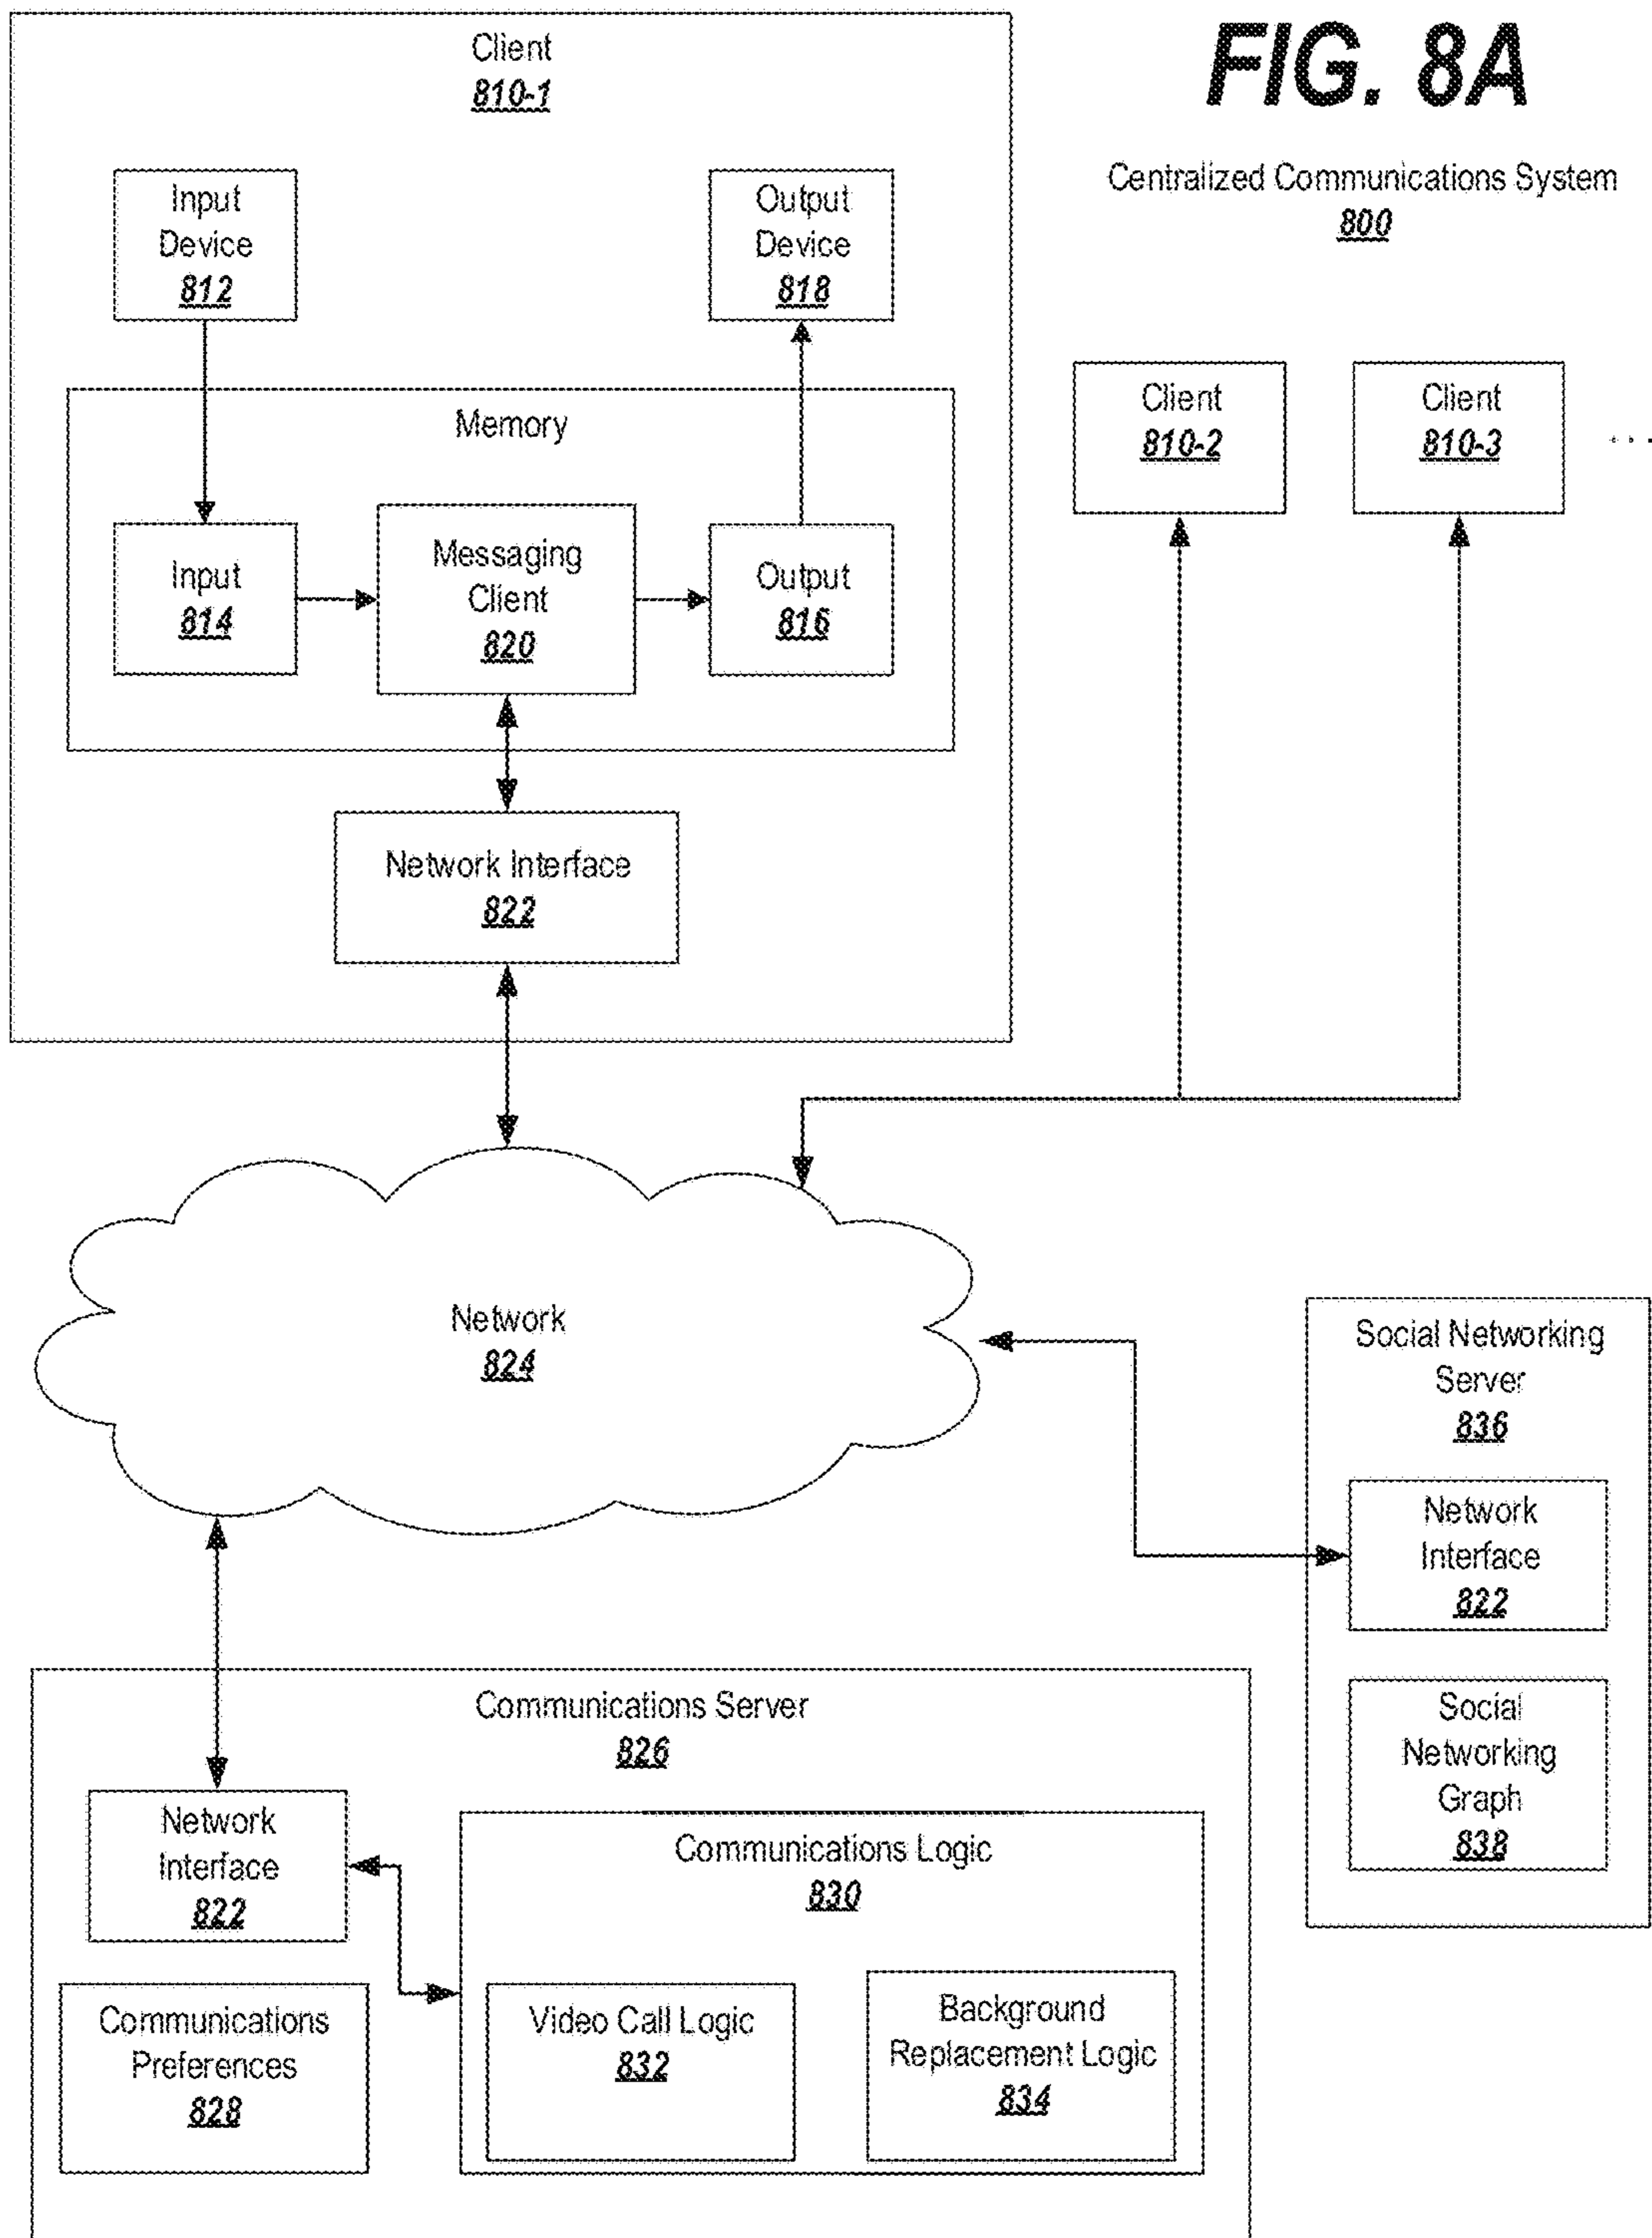 FIG. 8A
Centralized Communications System
800
Client
810-1
Input
Device
812
Output
Device
818
Memory
Input
814
Messaging
Client
820
Output
816
Network Interface
822
Client
810-2
Client
810-3
...
Network
824
Social Networking
Server
836
Network
Interface
822
Social
Networking
Graph
838
Communications Server
826
Network
Interface
822
Communications
Preferences
828
Communications Logic
830
Video Call Logic
832
Background
Replacement Logic
834